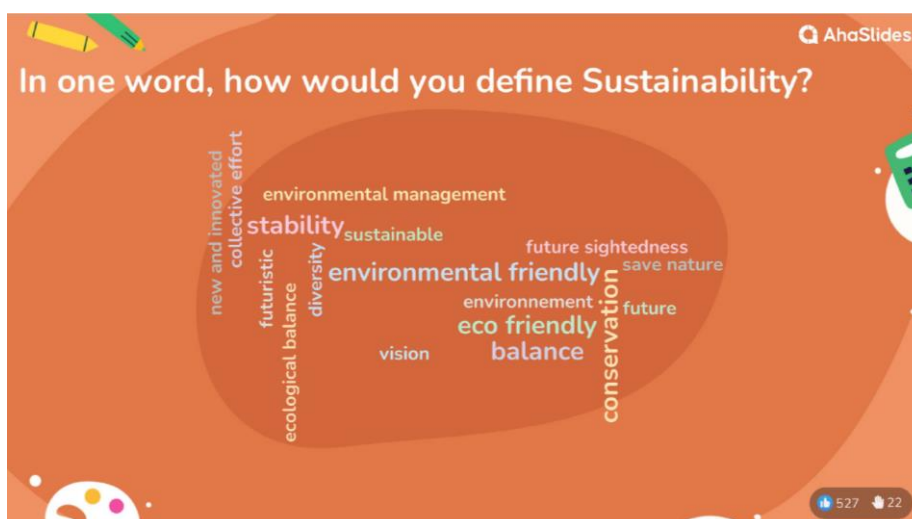 AhaSlides
In one word, how would you define Sustainability?
new and innovated
collective effort
environmental management
stability
sustainable
futuristic
ecological balance
diversity
future sightedness
environmental friendly
save nature
environnement
future
eco friendly
conservation
vision
balance
527
22